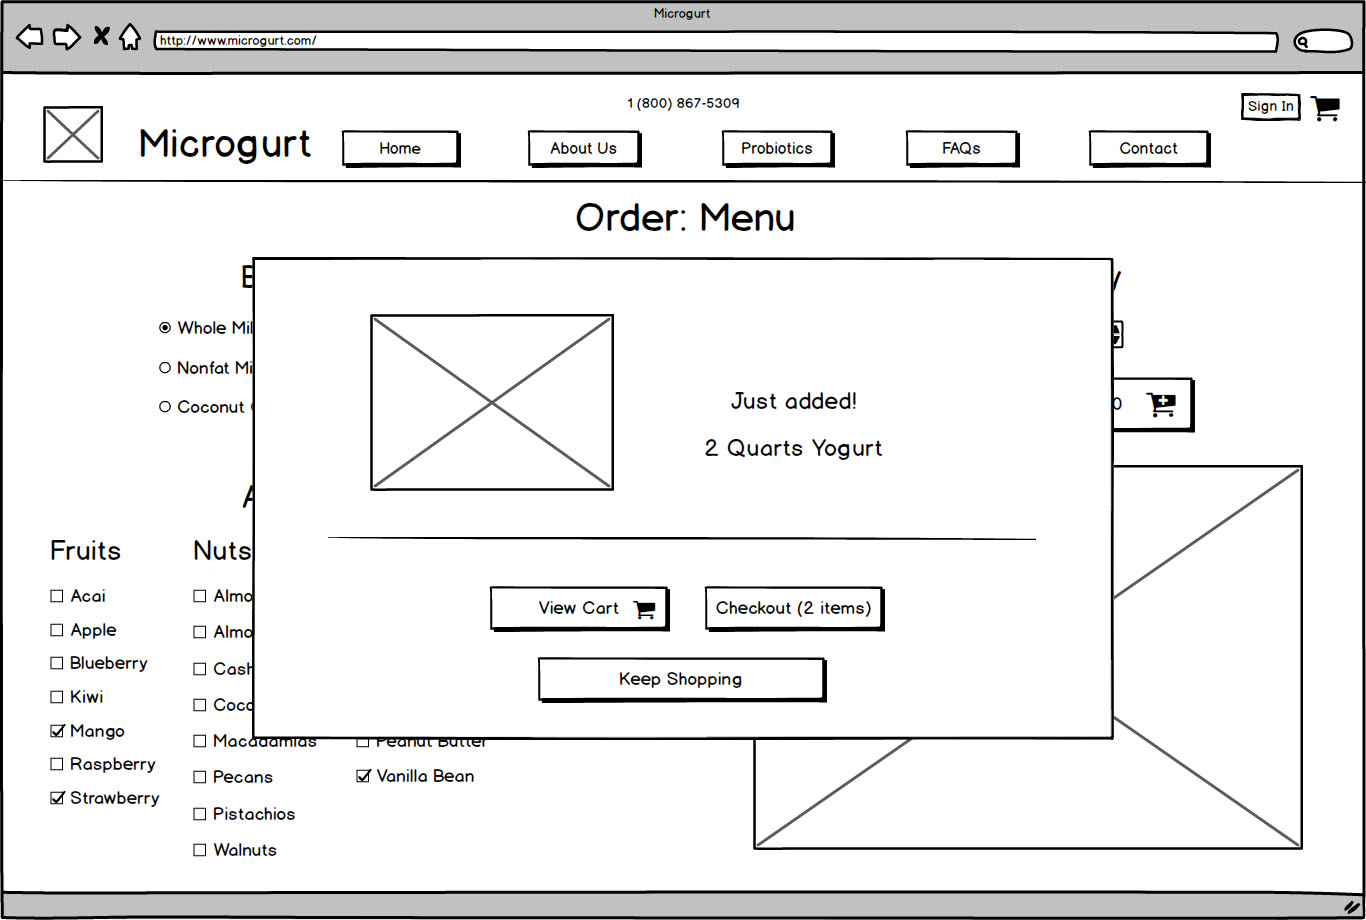 Microgurt
http://www.microgurt.com/
1 (800) 867-5309
Sign In
Microgurt
Home
About Us
Probiotics
FAQs
Contact
Order: Menu
Whole Mil
Nonfat Mi
Coconut
Just added!
2 Quarts Yogurt
View Cart
Checkout (2 items)
Keep Shopping
Fruits
Acai
Apple
Blueberry
Kiwi
Mango
Raspberry
Strawberry
Nuts
Almo
Almo
Cash
Coco
Macadamias
Pecans
Pistachios
Walnuts
Peanut Butter
Vanilla Bean